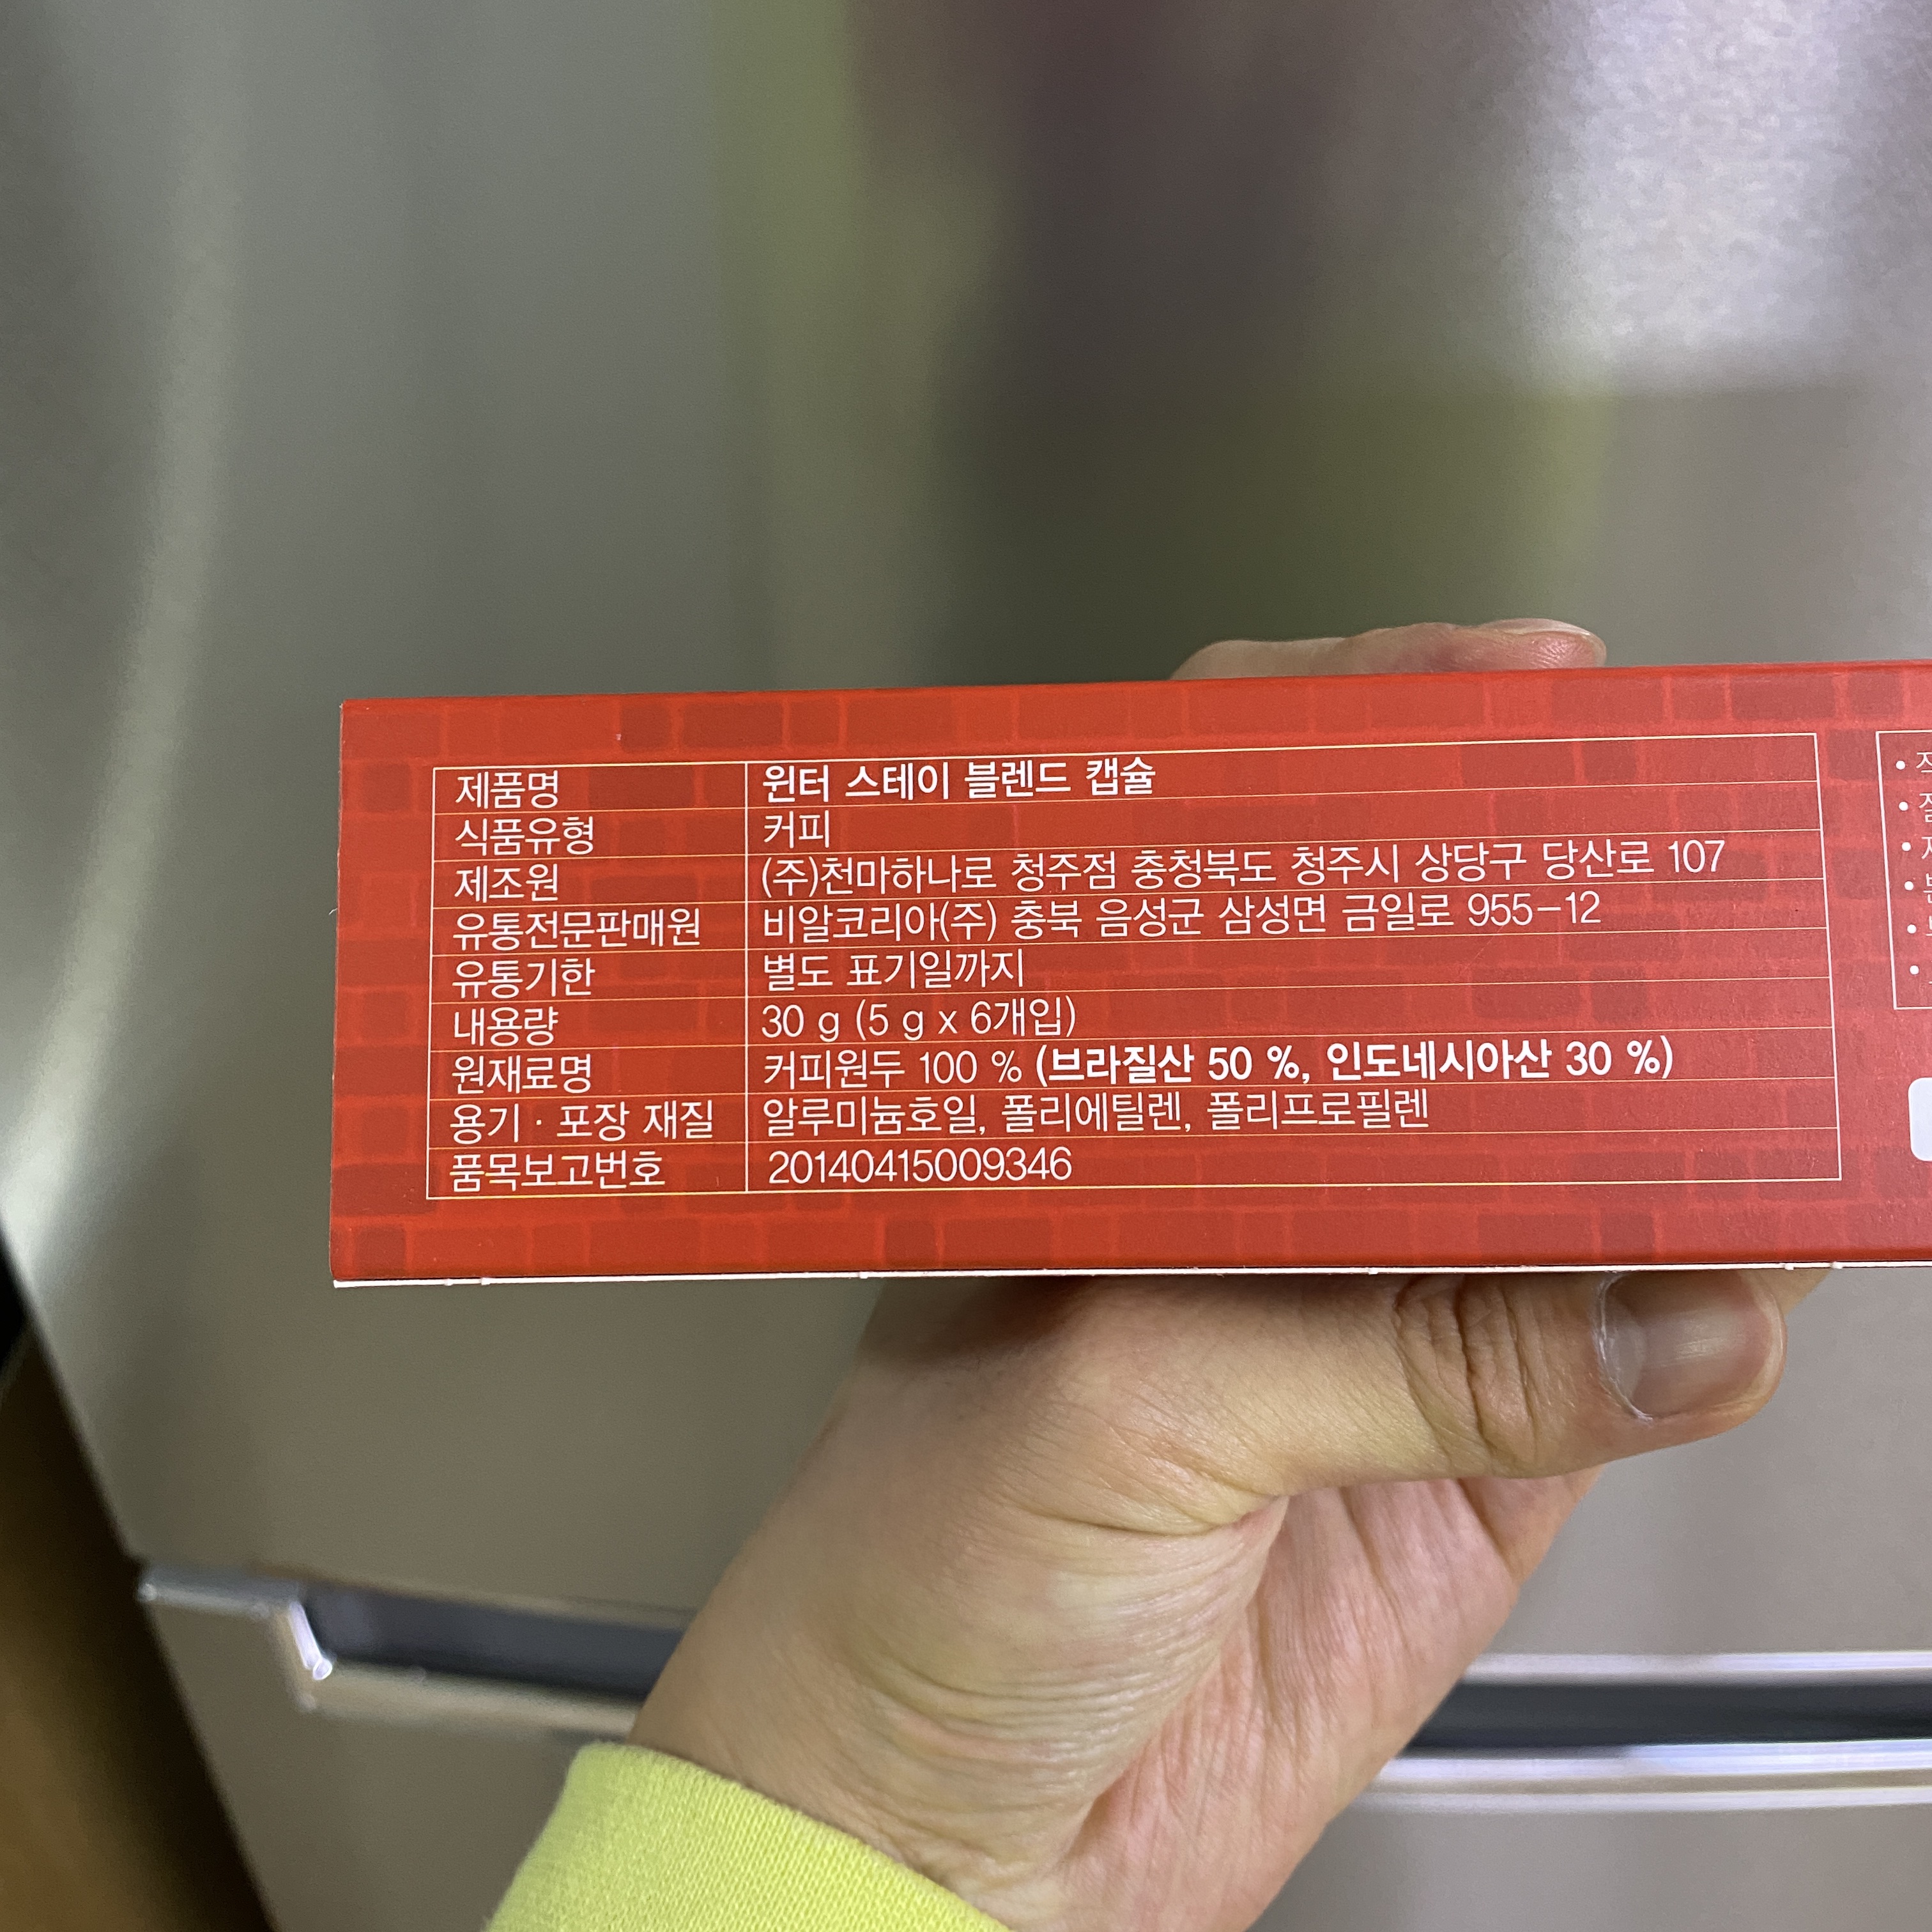 제품명 윈터 스테이 블렌드 캡슐
식품유형 커피
제조원 (주)천마하나로 청주점 충청북도 청주시 상당구 당산로 107
유통전문판매원 비알코리아(주) 충북 음성군 삼성면 금일로 955-12
유통기한 별도 표기일까지
내용량 30 g (5 g x 6개입)
원재료명 커피원두 100 % (브라질산 50 %, 인도네시아산 30 %)
용기 · 포장 재질 알루미늄호일, 폴리에틸렌, 폴리프로필렌
품목보고번호 20140415009346